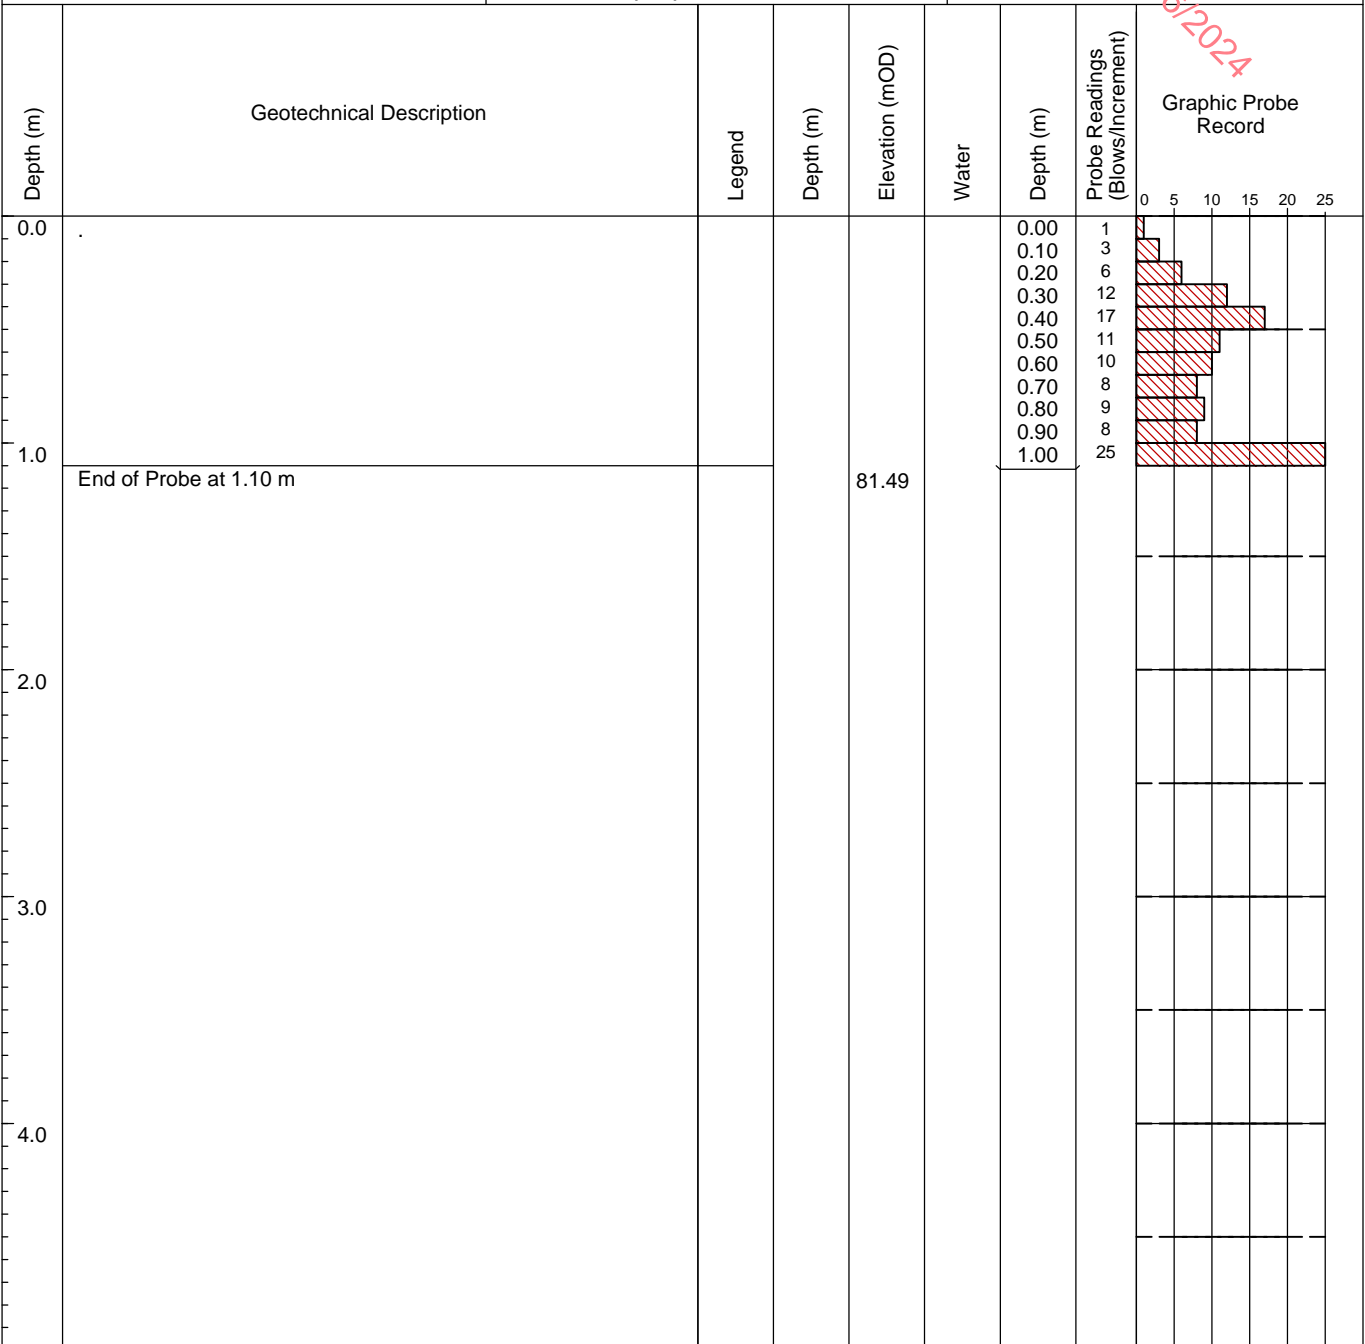 6/2024
Depth (m)
Geotechnical Description
Legend
Depth (m)
Elevation (mOD)
Water
Depth (m)
Probe Readings
(Blows/Increment)
Graphic Probe
Record
0 5 10 15 20 25
0.0 . 0.00 1
0.10 3
0.20 6
0.30 12
0.40 17
0.50 11
0.60 10
0.70 8
0.80 9
0.90 8
1.0 1.00 25
End of Probe at 1.10 m 81.49
2.0
3.0
4.0